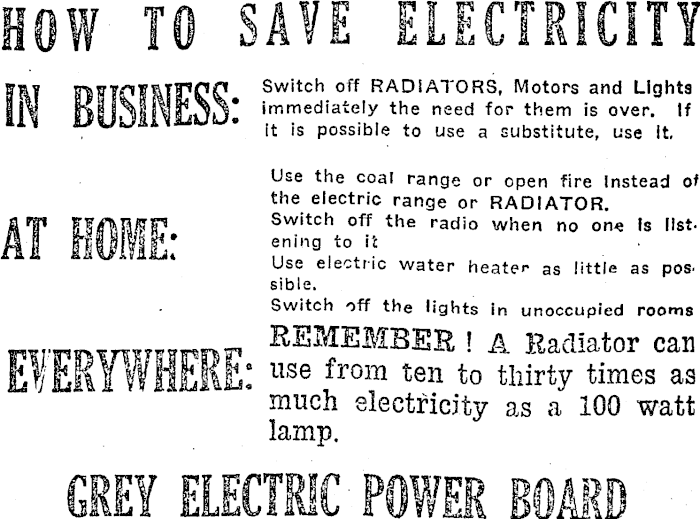 HOW TO SAVE ELECTRICITY
IN BUSINESS:
Switch off RADIATORS, Motors and Lights
immediately the need for them is over. If
it is possible to use a substitute, use it.
AT HOME:
Use the coal range or open fire instead of
the electric range or RADIATOR.
Switch off the radio when no one is list-
ening to it
Use electric water heater as little as pos-
sible.
Switch off the lights in unoccupied rooms
EVERYWHERE:
REMEMBER! A Radiator can
use from ten to thirty times as
much electricity as a 100 watt
lamp.
GREY ELECTRIC POWER BOARD